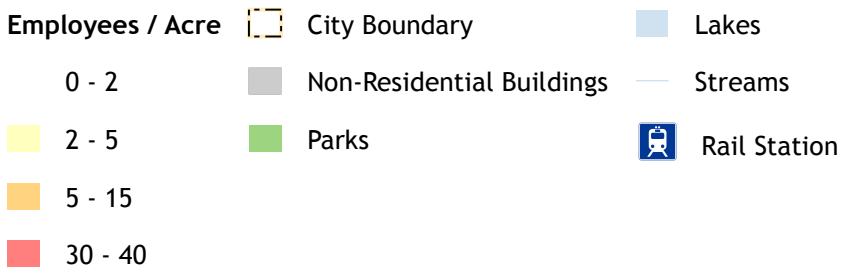 Employees / Acre
0 - 2
2 - 5
5 - 15
30 - 40
City Boundary
Non-Residential Buildings
Parks
Lakes
Streams
Rail Station